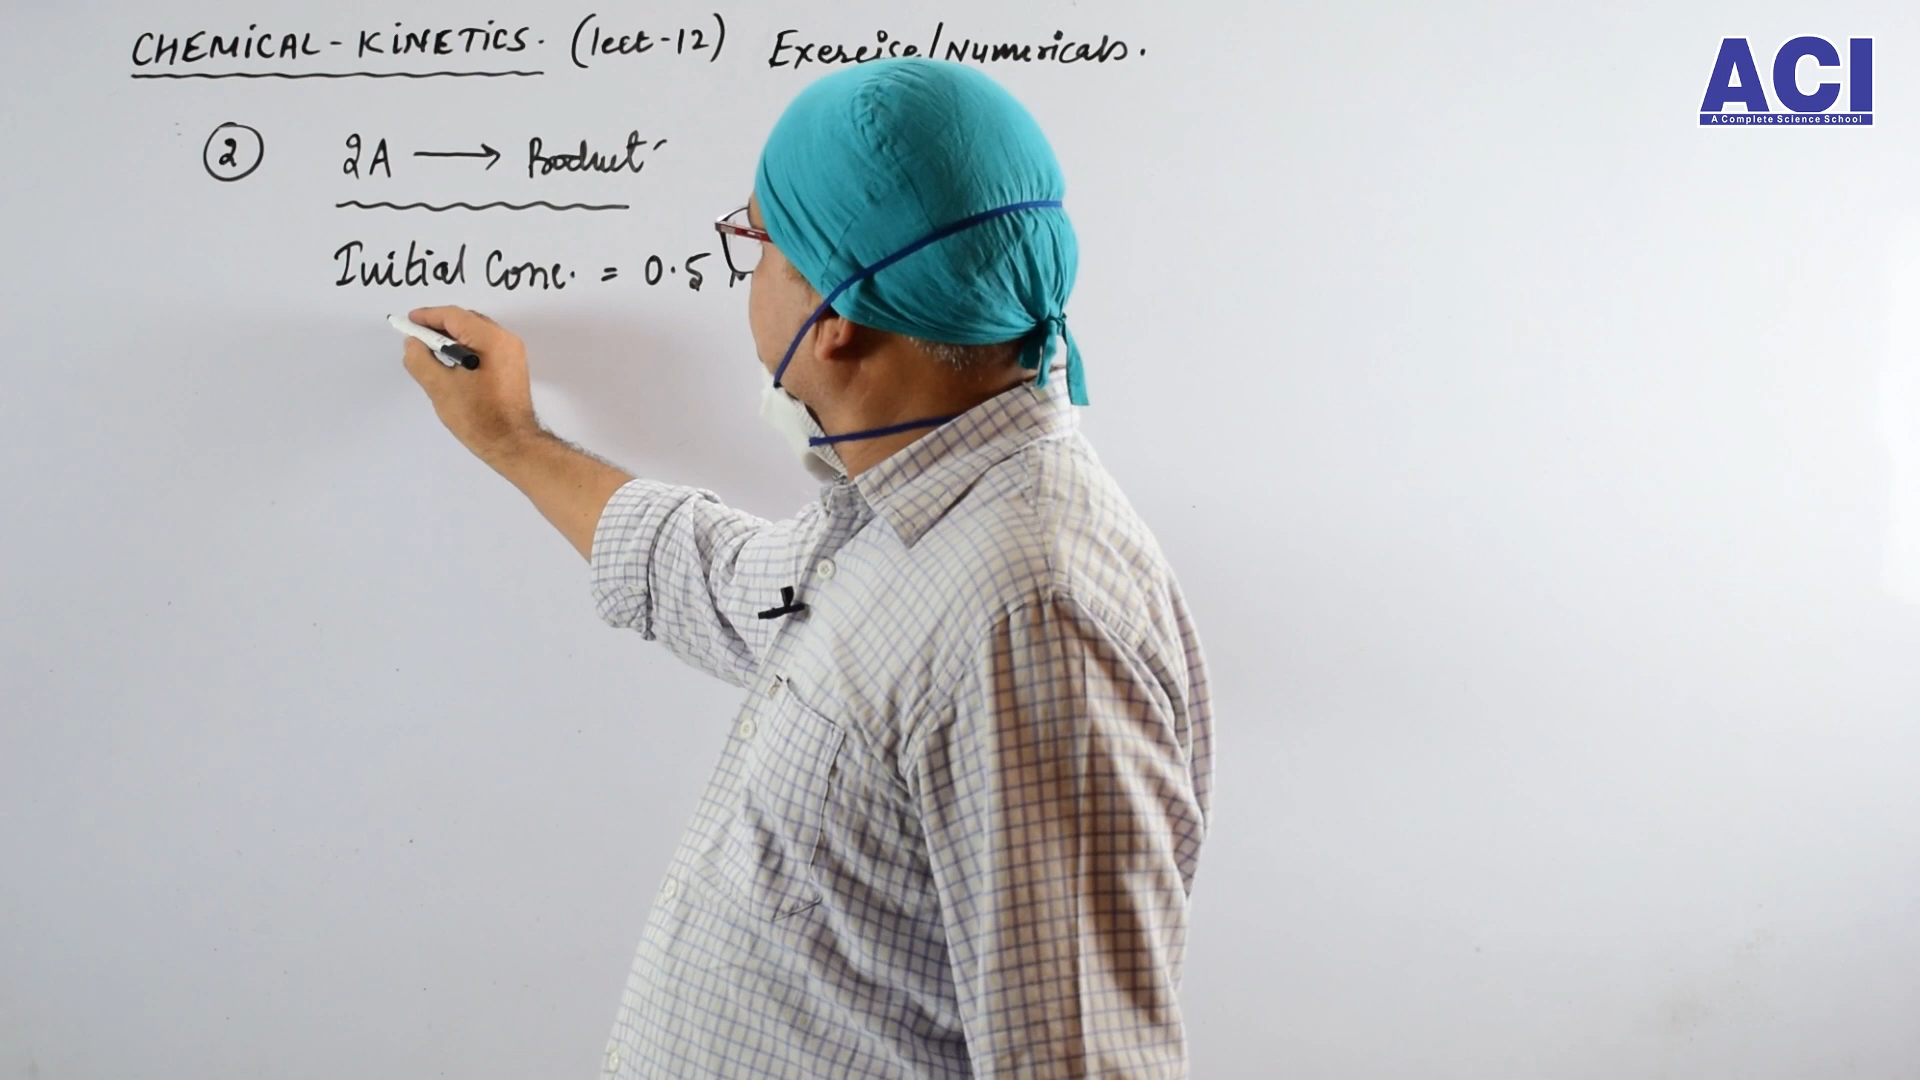 CHEMICAL-KINETICS. (lect-12) Exercise/Numericals.
ACI
A Complete Science School
2 2A → Product
Initial Conc. = 0.5